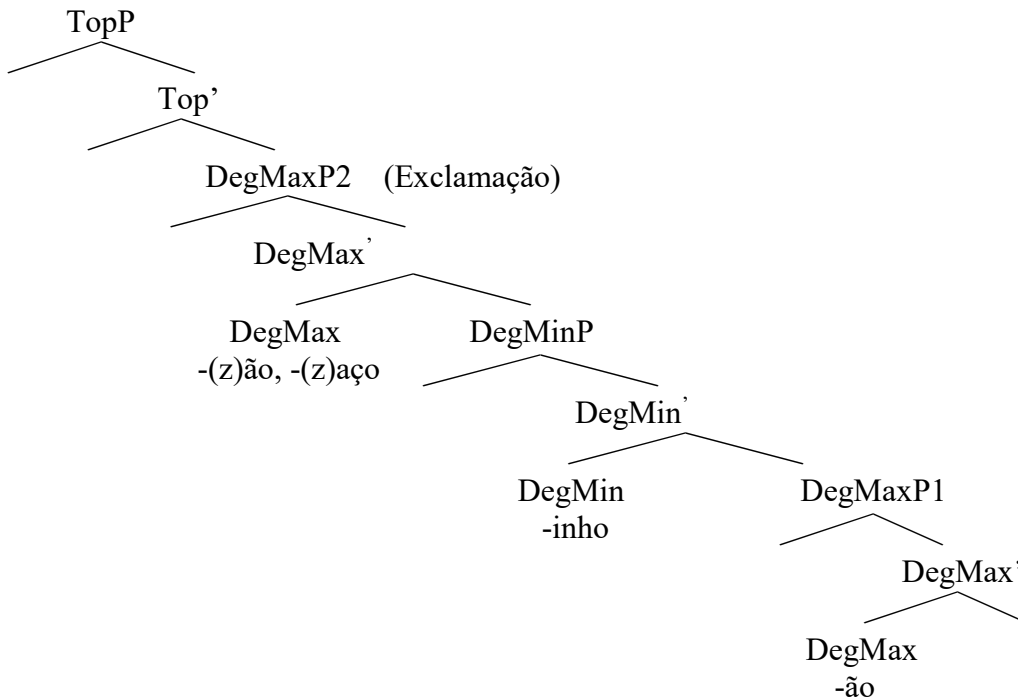 TopP
Top’
DegMaxP2 (Exclamação)
DegMax’
DegMax DegMinP
-(z)ão, -(z)aço
DegMin’
DegMin DegMaxP1
-inho
DegMax’
DegMax
-ão